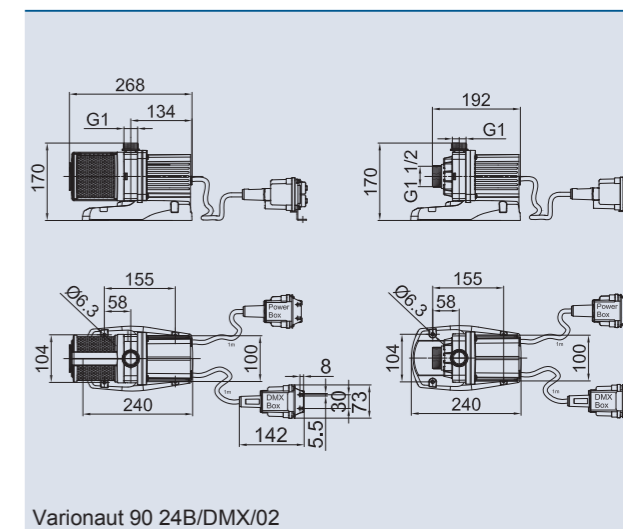 268
134
G1
170
192
G1
G1 1/2
170
155
58
Ø6.3
104
100
240
Power
Box
1m
1m
DMX
Box
142
8
30
73
5.5
155
58
Ø6.3
104
100
240
Power
Box
1m
1m
DMX
Box
Varionaut 90 24B/DMX/02